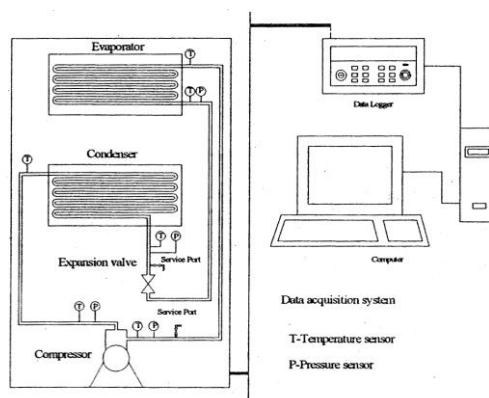 Evaporator
T
T P
Condenser
T
T P
Service Port
Expansion valve
Service Port
T P
T P
Compressor
Data Logger
Computer
Data acquisition system
T-Temperature sensor
P-Pressure sensor